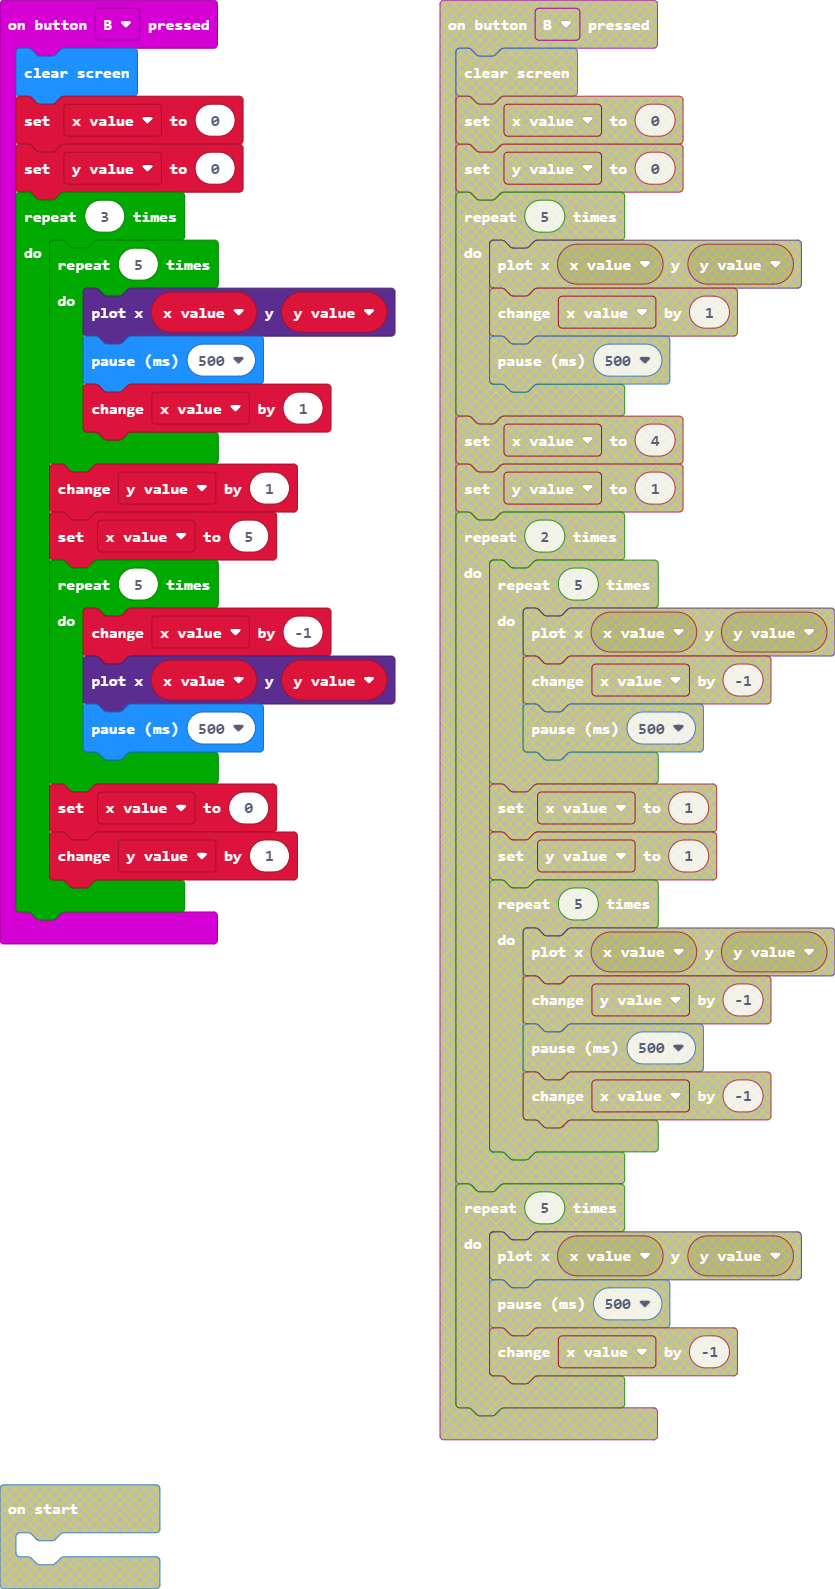 on button B pressed
clear screen
set x value to 0
set y value to 0
repeat 3 times
do repeat 5 times
do plot x x value y y value
pause (ms) 500
change x value by 1
change y value by 1
set x value to 5
repeat 5 times
do change x value by -1
plot x x value y y value
pause (ms) 500
set x value to 0
change y value by 1
on button B pressed
clear screen
set x value to 0
set y value to 0
repeat 5 times
do plot x x value y y value
change x value by 1
pause (ms) 500
set x value to 4
set y value to 1
repeat 2 times
do repeat 5 times
do plot x x value y y value
change x value by -1
pause (ms) 500
set x value to 1
set y value to 1
repeat 5 times
do plot x x value y y value
change y value by -1
pause (ms) 500
change x value by -1
repeat 5 times
do plot x x value y y value
pause (ms) 500
change x value by -1
on start